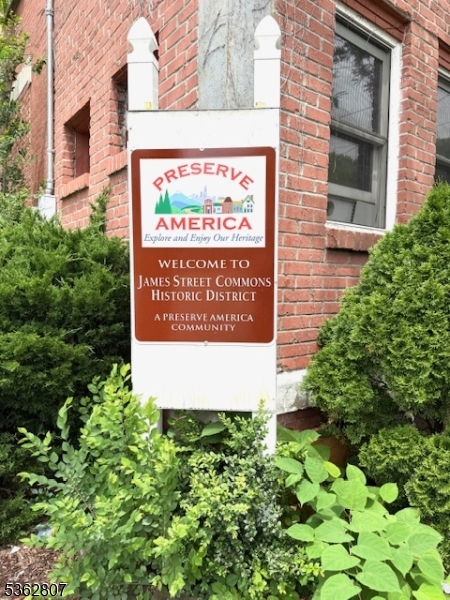 PRESERVE
AMERICA
Explore and Enjoy Our Heritage
WELCOME TO
JAMES STREET COMMONS
HISTORIC DISTRICT
A PRESERVE AMERICA
COMMUNITY
5362807